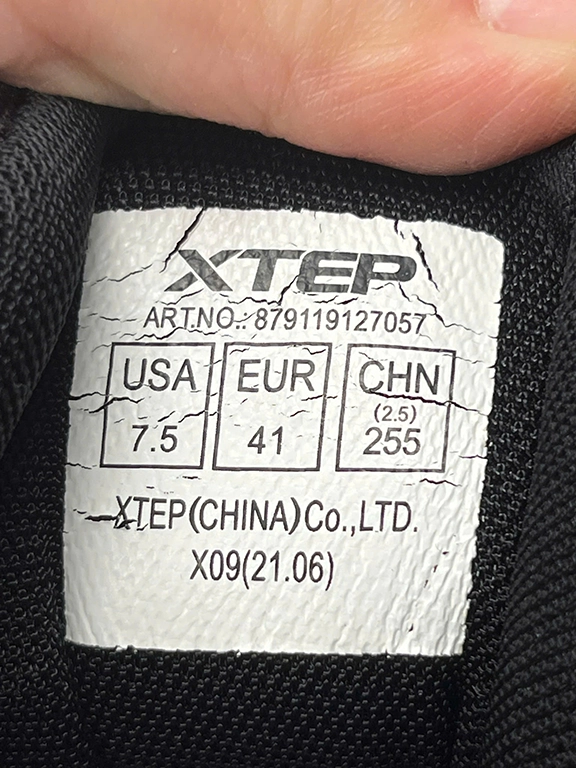 XTEP
ART.NO.: 879119127057
USA EUR CHN
(2.5)
7.5 41 255
XTEP(CHINA)Co.,LTD.
X09(21.06)